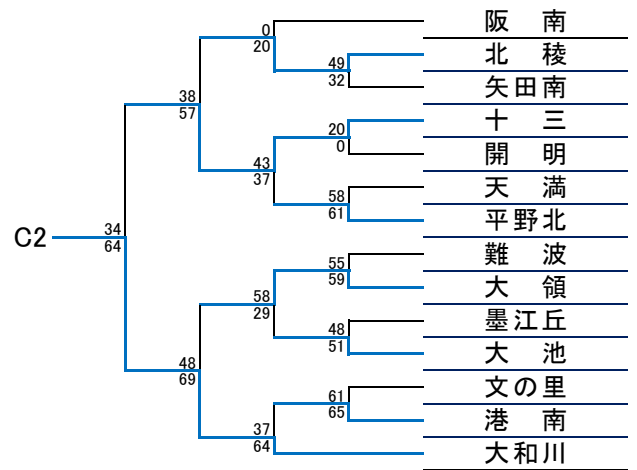 阪　南
0
20
北　稜
49
32
矢田南
38
57
十　三
20
0
開　明
43
37
天　満
58
61
平野北
C2
34
64
難　波
55
59
大　領
58
29
墨江丘
48
51
大　池
48
69
文の里
61
65
港　南
37
64
大和川